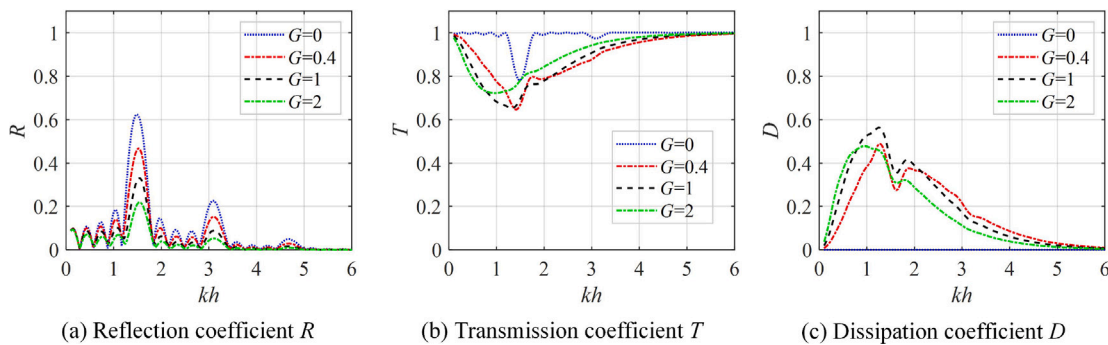 1
0.8
0.6
0.4
0.2
0
R
0 1 2 3 4 5 6
kh
G=0
G=0.4
G=1
G=2
(a) Reflection coefficient R
1
0.8
0.6
0.4
0.2
0
T
0 1 2 3 4 5 6
kh
G=0
G=0.4
G=1
G=2
(b) Transmission coefficient T
1
0.8
0.6
0.4
0.2
0
D
0 1 2 3 4 5 6
kh
G=0
G=0.4
G=1
G=2
(c) Dissipation coefficient D